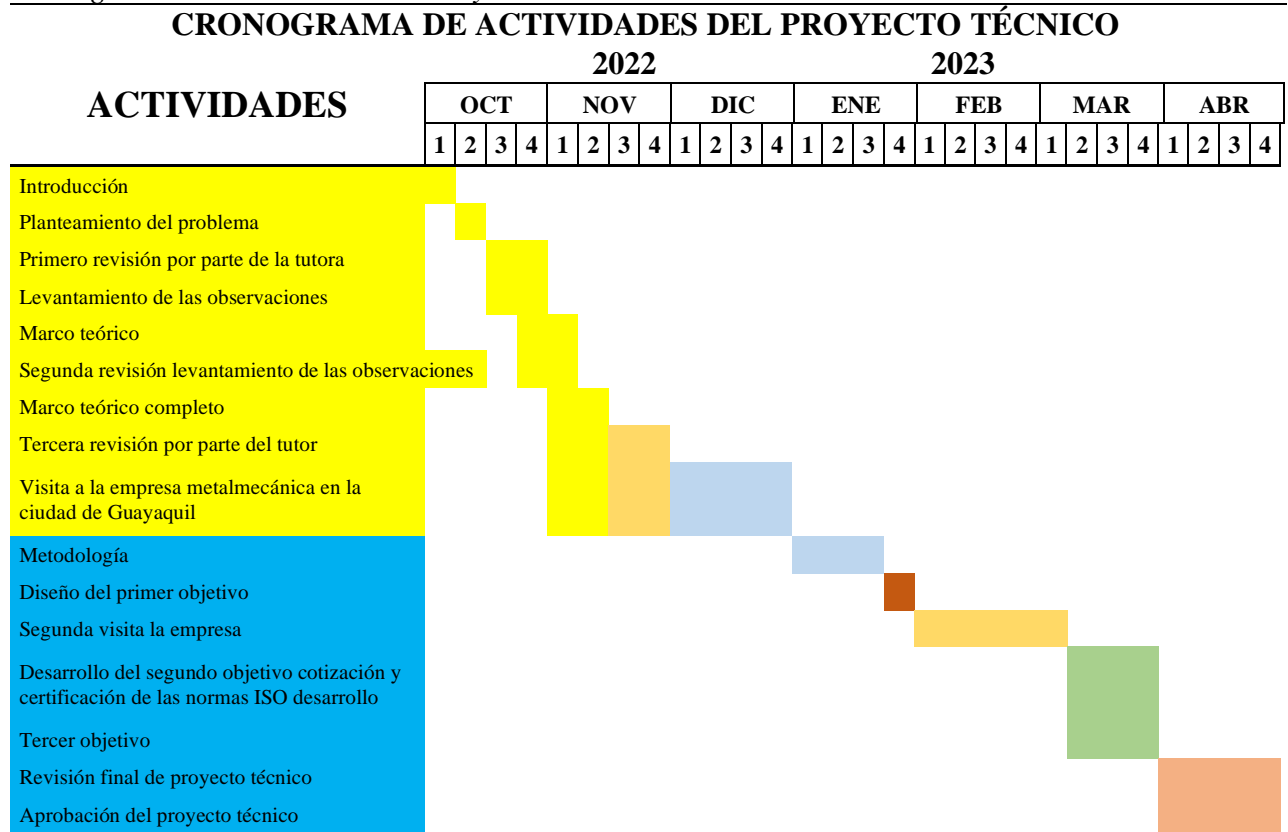 CRONOGRAMA DE ACTIVIDADES DEL PROYECTO TÉCNICO
2022 2023
ACTIVIDADES
OCT NOV DIC ENE FEB MAR ABR
1 2 3 4 1 2 3 4 1 2 3 4 1 2 3 4 1 2 3 4 1 2 3 4 1 2 3 4
Introducción
Planteamiento del problema
Primero revisión por parte de la tutora
Levantamiento de las observaciones
Marco teórico
Segunda revisión levantamiento de las observaciones
Marco teórico completo
Tercera revisión por parte del tutor
Visita a la empresa metalmecánica en la
ciudad de Guayaquil
Metodología
Diseño del primer objetivo
Segunda visita la empresa
Desarrollo del segundo objetivo cotización y
certificación de las normas ISO desarrollo
Tercer objetivo
Revisión final de proyecto técnico
Aprobación del proyecto técnico